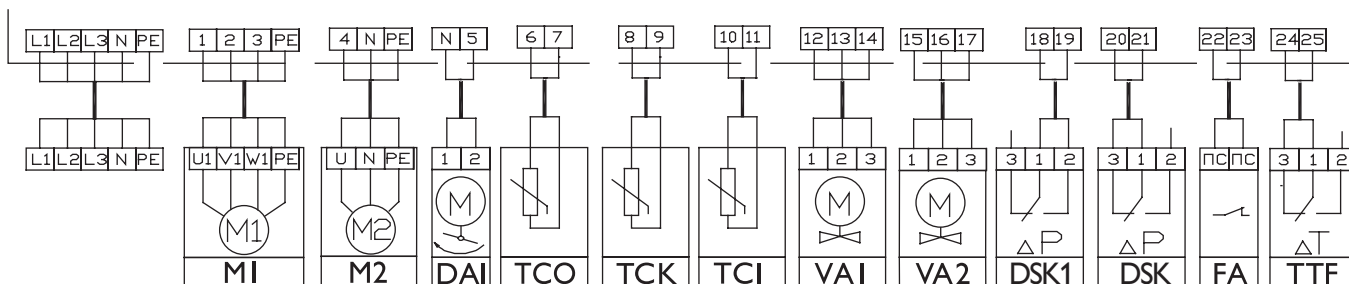 L1 L2 L3 N PE 1 2 3 PE 4 N PE N 5 6 7 8 9 10 11 12 13 14 15 16 17 18 19 20 21 22 23 24 25
L1 L2 L3 N PE U1 V1 W1 PE U N PE 1 2 1 2 3 1 2 3 3 1 2 3 1 2 ПС ПС 3 1 2
M1 M2 M M M
ΔP ΔP ΔT
M1 M2 DA1 TCO TCK TCI VA1 VA2 DSK1 DSK FA TTF